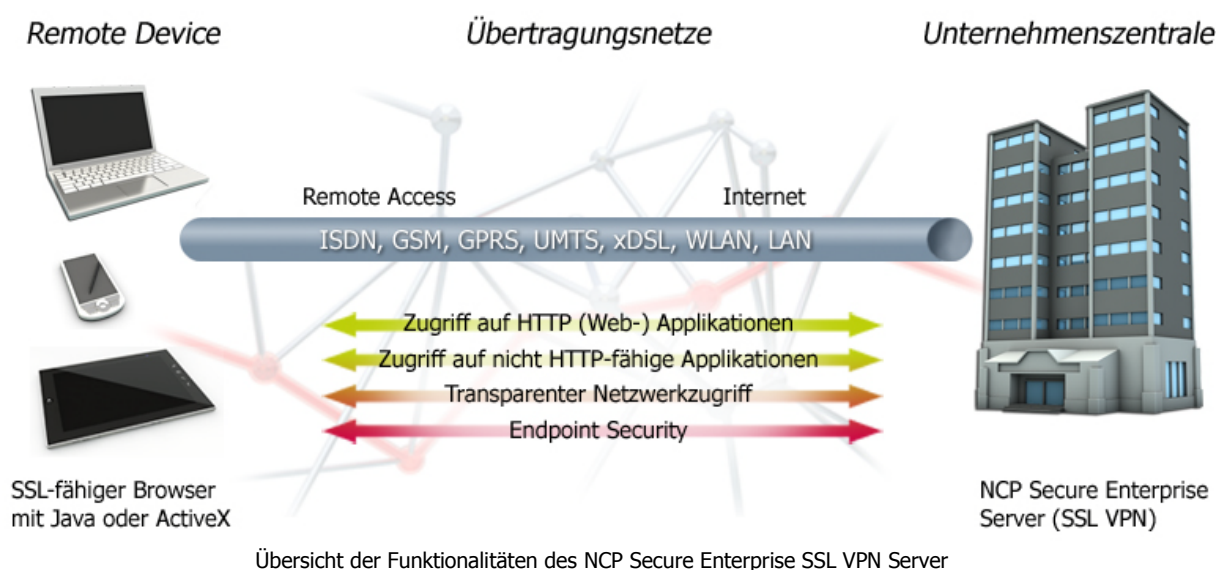 Remote Device
Übertragungsnetze
Unternehmenszentrale
Remote Access
Internet
ISDN, GSM, GPRS, UMTS, xDSL, WLAN, LAN
Zugriff auf HTTP (Web-) Applikationen
Zugriff auf nicht HTTP-fähige Applikationen
Transparenter Netzwerkzugriff
Endpoint Security
SSL-fähiger Browser
mit Java oder ActiveX
NCP Secure Enterprise
Server (SSL VPN)
Übersicht der Funktionalitäten des NCP Secure Enterprise SSL VPN Server